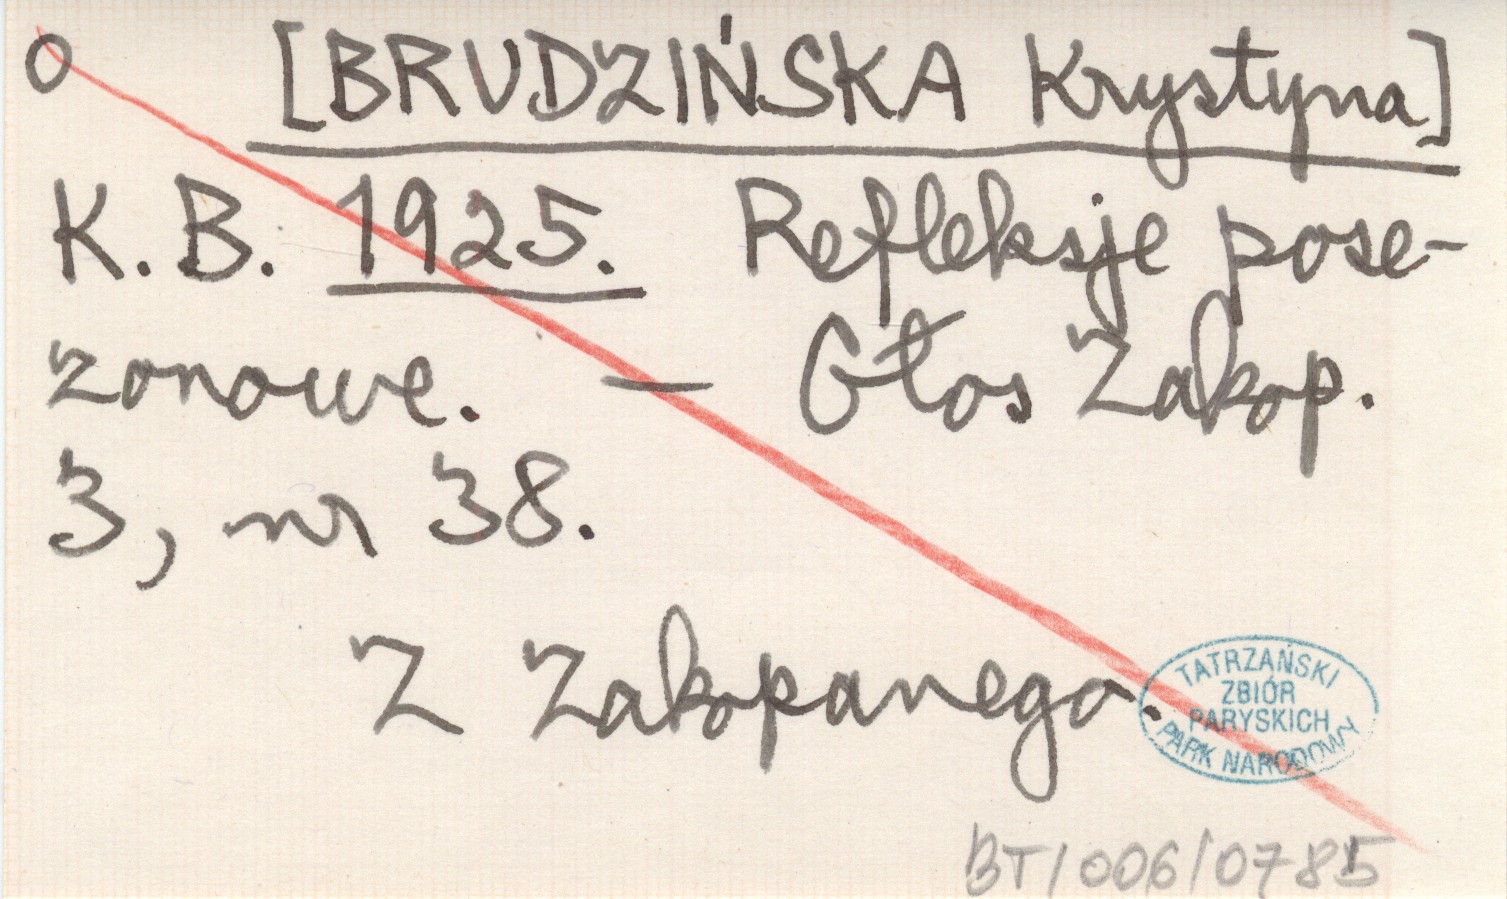 o [BRUDZIŃSKA Krystyna]
K. B. 1925. Refleksje pose-
zonowe. — Głos Zakop.
3, nr 38.
Z Zakopanego.
TATRZAŃSKI
ZBIÓR
PARYSKICH
PARK NARODOWY
BT/006/0785